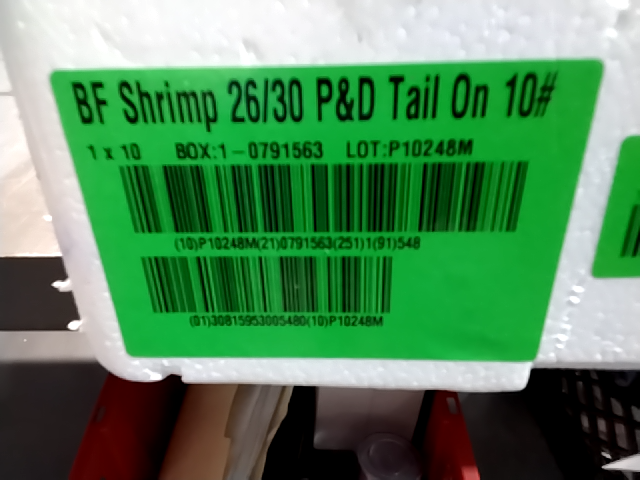 BF Shrimp 26/30 P&D Tail On 10#
1 x 10 BOX:1-0791563 LOT:P10248M
(10)P10248M(21)0791563(251)1(91)548
(01)30815953005480(10)P10248M